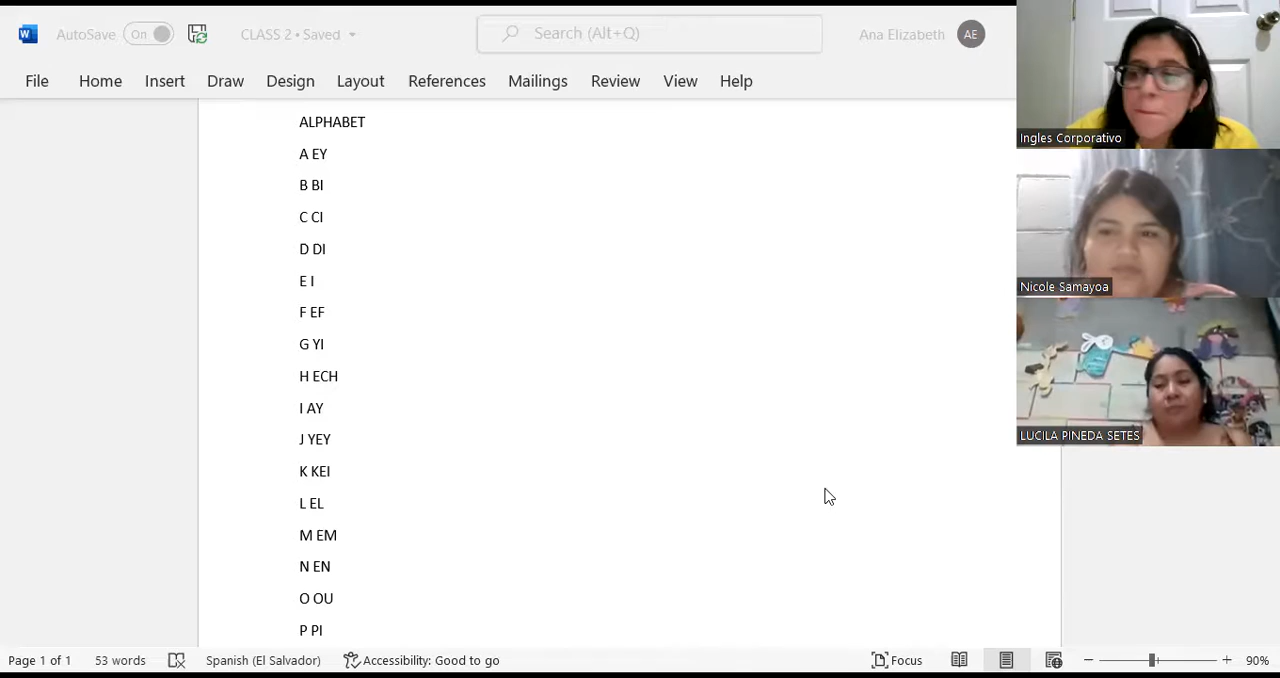 AutoSave On CLASS 2 • Saved Search (Alt+Q) Ana Elizabeth AE
File Home Insert Draw Design Layout References Mailings Review View Help
ALPHABET
A EY
B BI
C CI
D DI
E I
F EF
G YI
H ECH
I AY
J YEY
K KEI
L EL
M EM
N EN
O OU
P PI
Page 1 of 1 53 words Spanish (El Salvador) Accessibility: Good to go Focus 90%
Ingles Corporativo
Nicole Samayoa
LUCILA PINEDA SETES